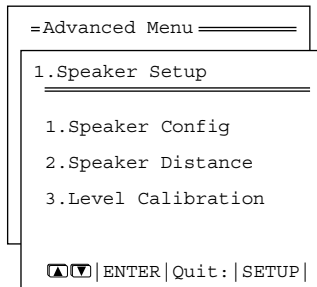 =Advanced Menu
1.Speaker Setup
1.Speaker Config
2.Speaker Distance
3.Level Calibration
▲▼|ENTER|Quit:|SETUP|